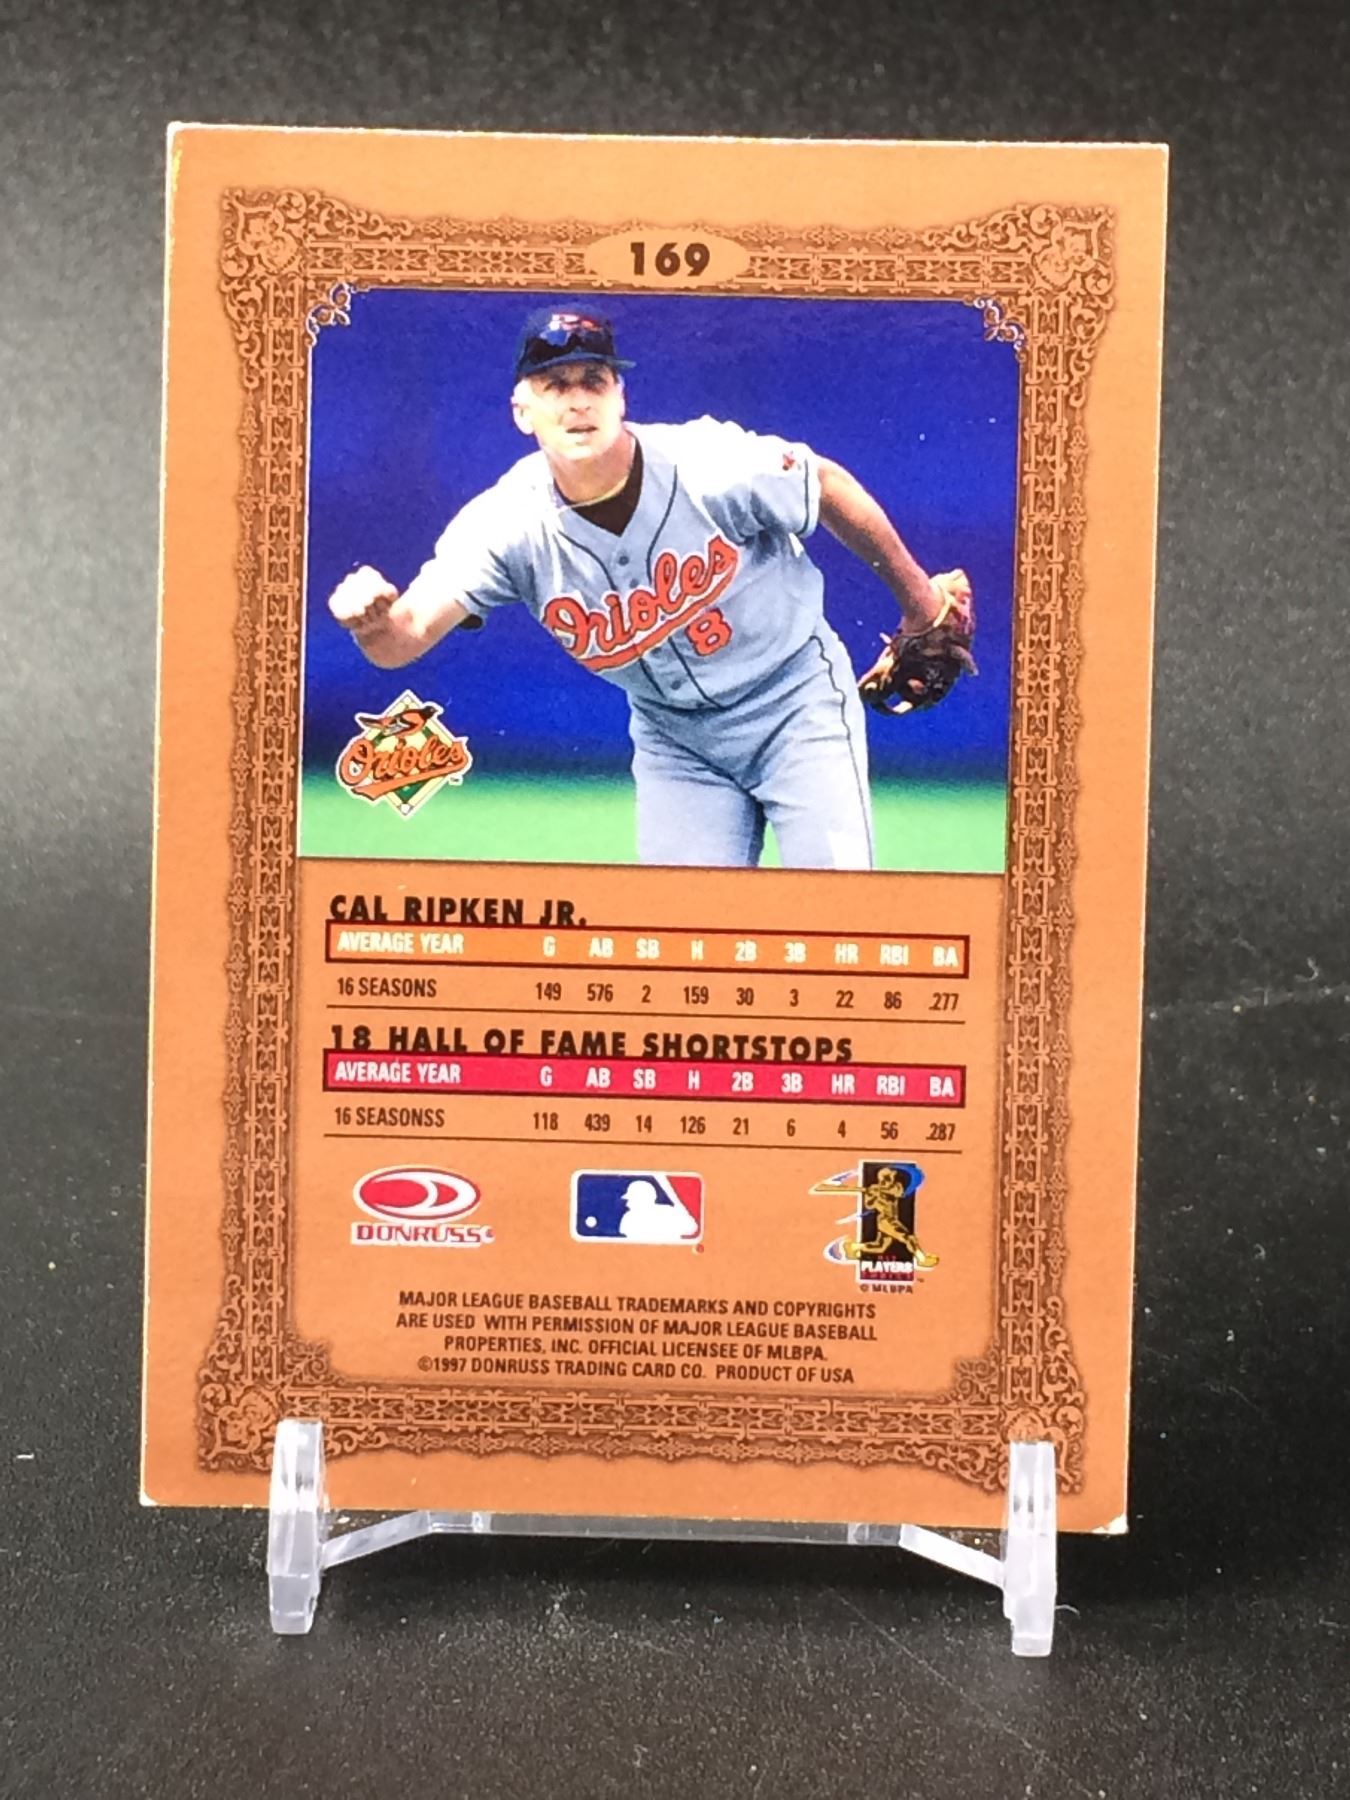 169
Orioles
8
Orioles
TM
CAL RIPKEN JR.
AVERAGE YEAR G AB SB H 2B 3B HR RBI BA
16 SEASONS 149 576 2 159 30 3 22 86 .277
18 HALL OF FAME SHORTSTOPS
AVERAGE YEAR G AB SB H 2B 3B HR RBI BA
16 SEASONSS 118 439 14 126 21 6 4 56 .287
DONRUSS
PLAYERS
© MLBPA
MAJOR LEAGUE BASEBALL TRADEMARKS AND COPYRIGHTS
ARE USED WITH PERMISSION OF MAJOR LEAGUE BASEBALL
PROPERTIES, INC. OFFICIAL LICENSEE OF MLBPA.
©1997 DONRUSS TRADING CARD CO. PRODUCT OF USA